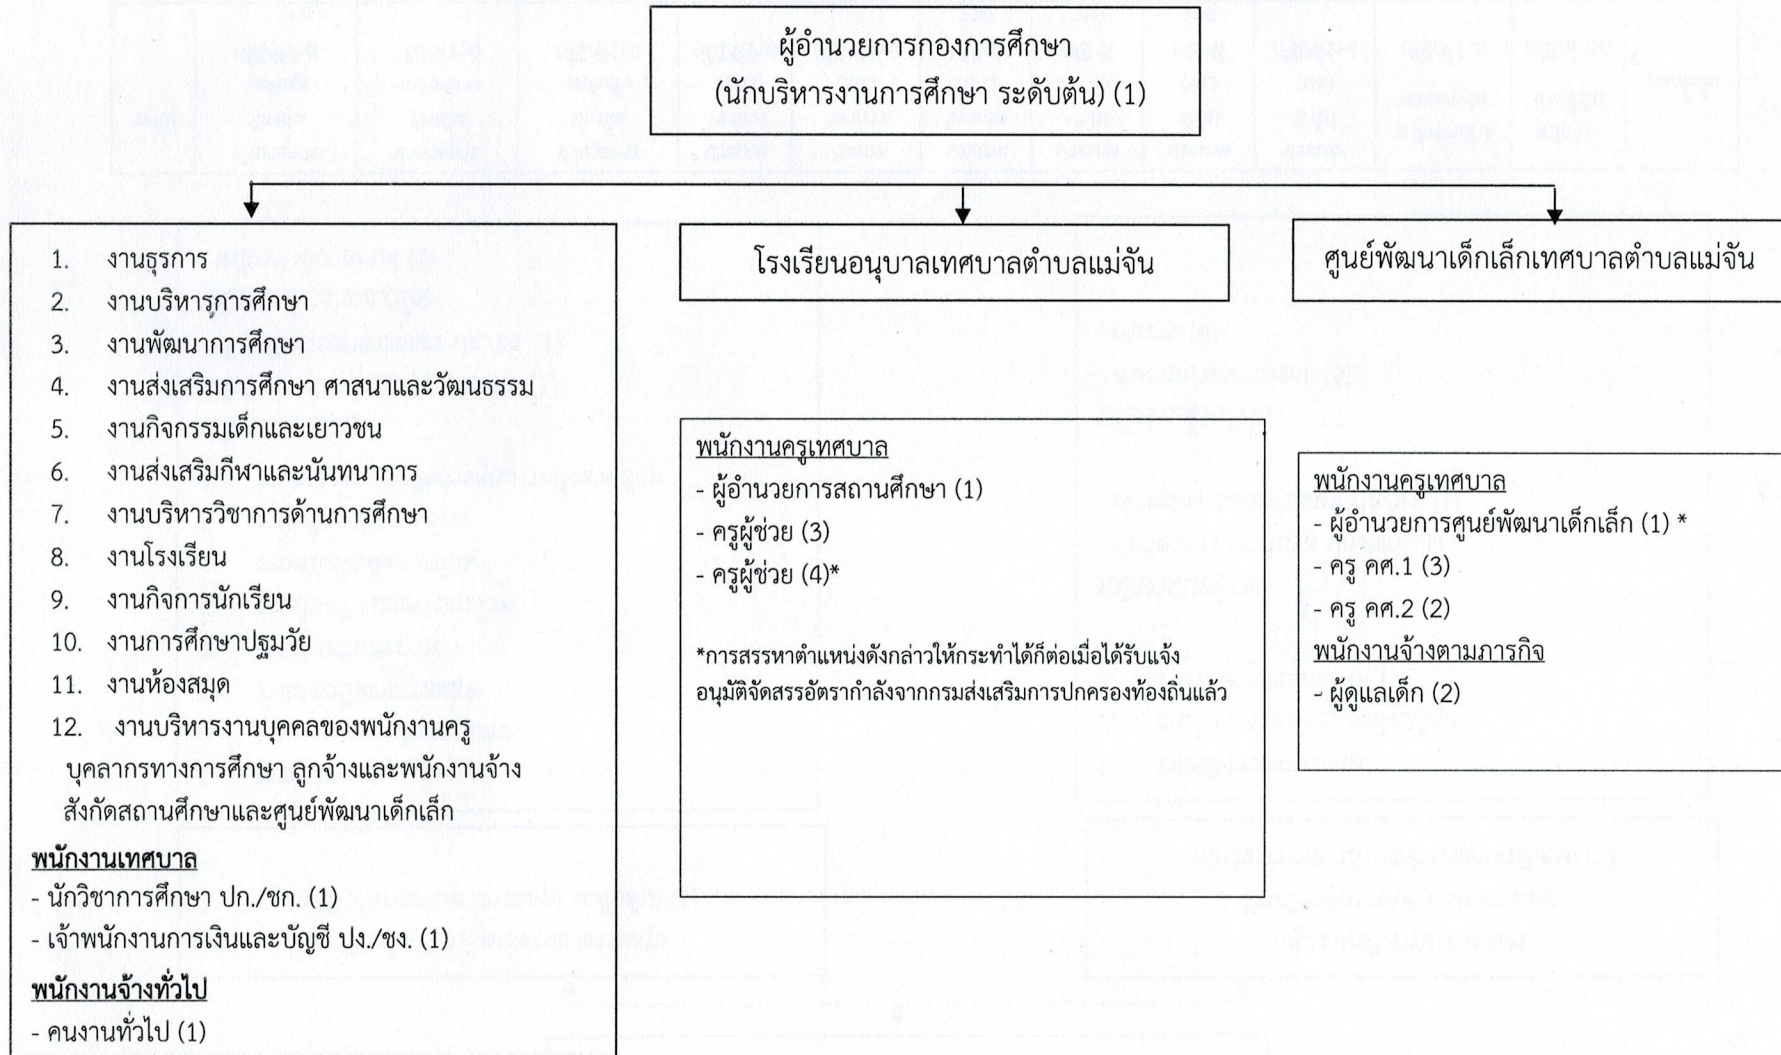 ผู้อำนวยการกองการศึกษา
(นักบริหารงานการศึกษา ระดับต้น) (1)
1. งานธุรการ
2. งานบริหารการศึกษา
3. งานพัฒนาการศึกษา
4. งานส่งเสริมการศึกษา ศาสนาและวัฒนธรรม
5. งานกิจกรรมเด็กและเยาวชน
6. งานส่งเสริมกีฬาและนันทนาการ
7. งานบริหารวิชาการด้านการศึกษา
8. งานโรงเรียน
9. งานกิจการนักเรียน
10. งานการศึกษาปฐมวัย
11. งานห้องสมุด
12. งานบริหารงานบุคคลของพนักงานครู
บุคลากรทางการศึกษา ลูกจ้างและพนักงานจ้าง
สังกัดสถานศึกษาและศูนย์พัฒนาเด็กเล็ก
พนักงานเทศบาล
- นักวิชาการศึกษา ปก./ชก. (1)
- เจ้าพนักงานการเงินและบัญชี ปง./ชง. (1)
พนักงานจ้างทั่วไป
- คนงานทั่วไป (1)
โรงเรียนอนุบาลเทศบาลตำบลแม่จัน
พนักงานครูเทศบาล
- ผู้อำนวยการสถานศึกษา (1)
- ครูผู้ช่วย (3)
- ครูผู้ช่วย (4)*
*การสรรหาตำแหน่งดังกล่าวให้กระทำได้ก็ต่อเมื่อได้รับแจ้ง
อนุมัติจัดสรรอัตรากำลังจากกรมส่งเสริมการปกครองท้องถิ่นแล้ว
ศูนย์พัฒนาเด็กเล็กเทศบาลตำบลแม่จัน
พนักงานครูเทศบาล
- ผู้อำนวยการศูนย์พัฒนาเด็กเล็ก (1) *
- ครู คศ.1 (3)
- ครู คศ.2 (2)
พนักงานจ้างตามภารกิจ
- ผู้ดูแลเด็ก (2)